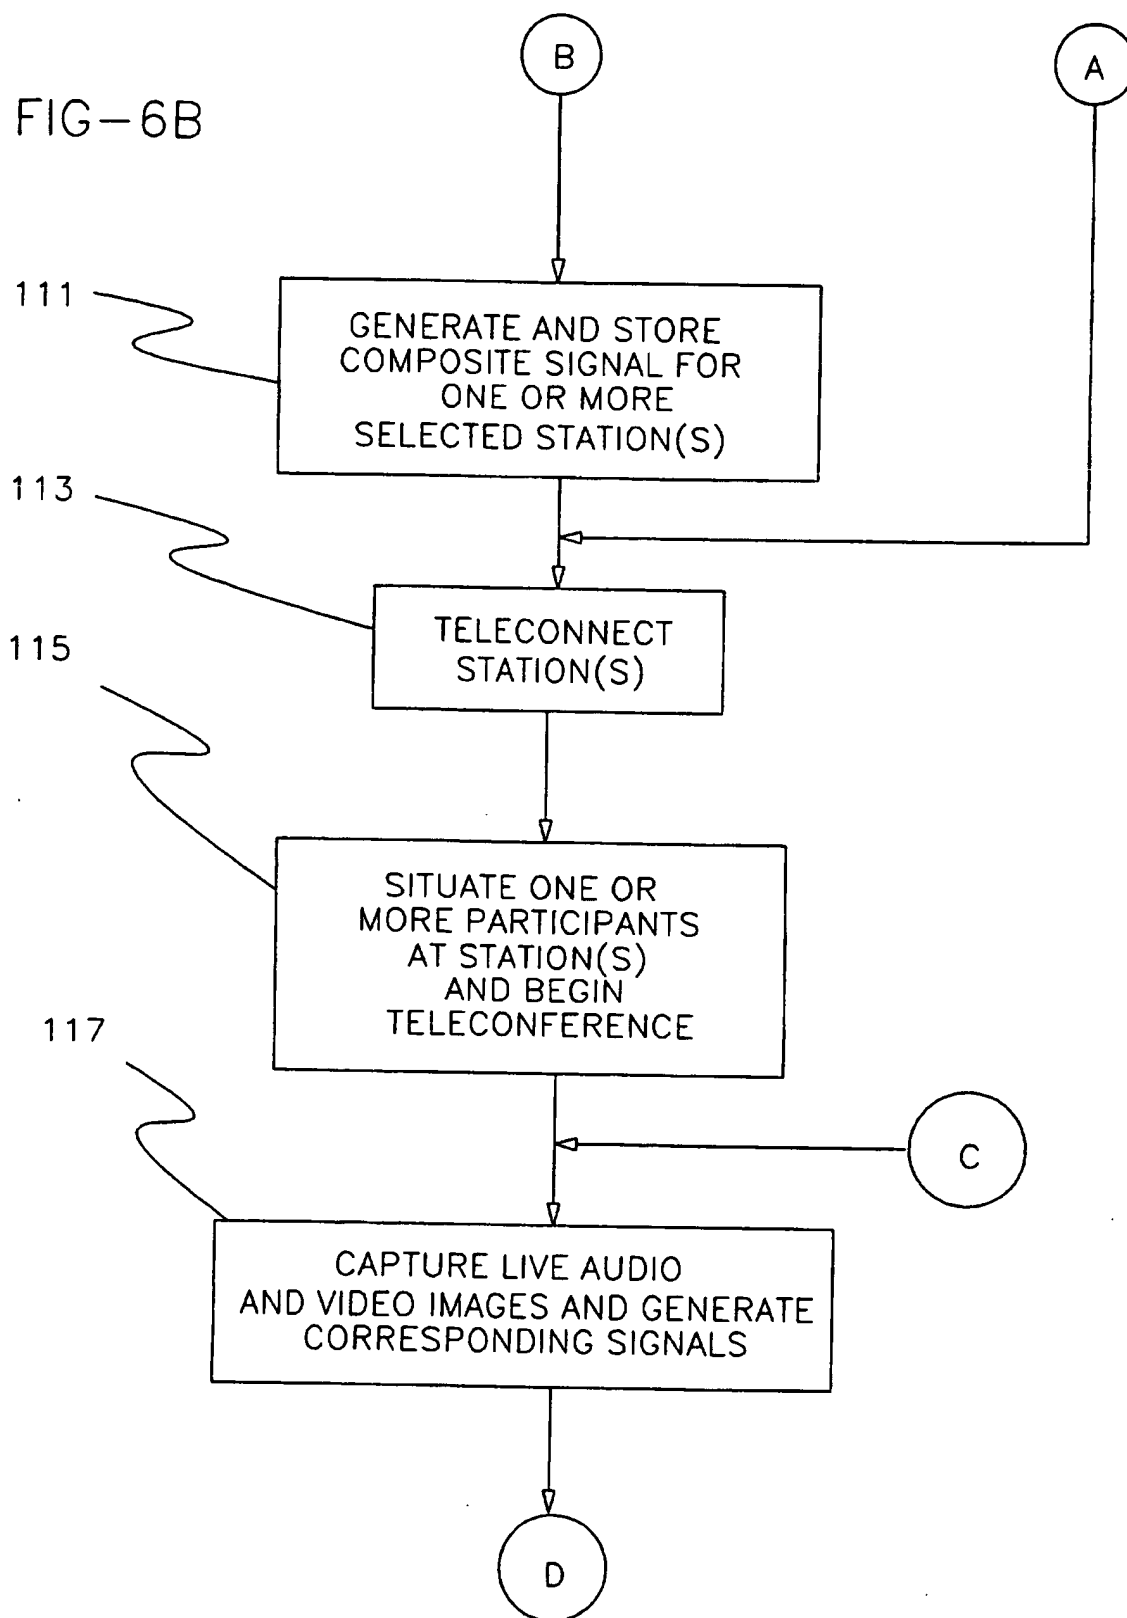 B
A
FIG-6B
111
GENERATE AND STORE
COMPOSITE SIGNAL FOR
ONE OR MORE
SELECTED STATION(S)
113
TELECONNECT
STATION(S)
115
SITUATE ONE OR
MORE PARTICIPANTS
AT STATION(S)
AND BEGIN
TELECONFERENCE
117
C
CAPTURE LIVE AUDIO
AND VIDEO IMAGES AND GENERATE
CORRESPONDING SIGNALS
D